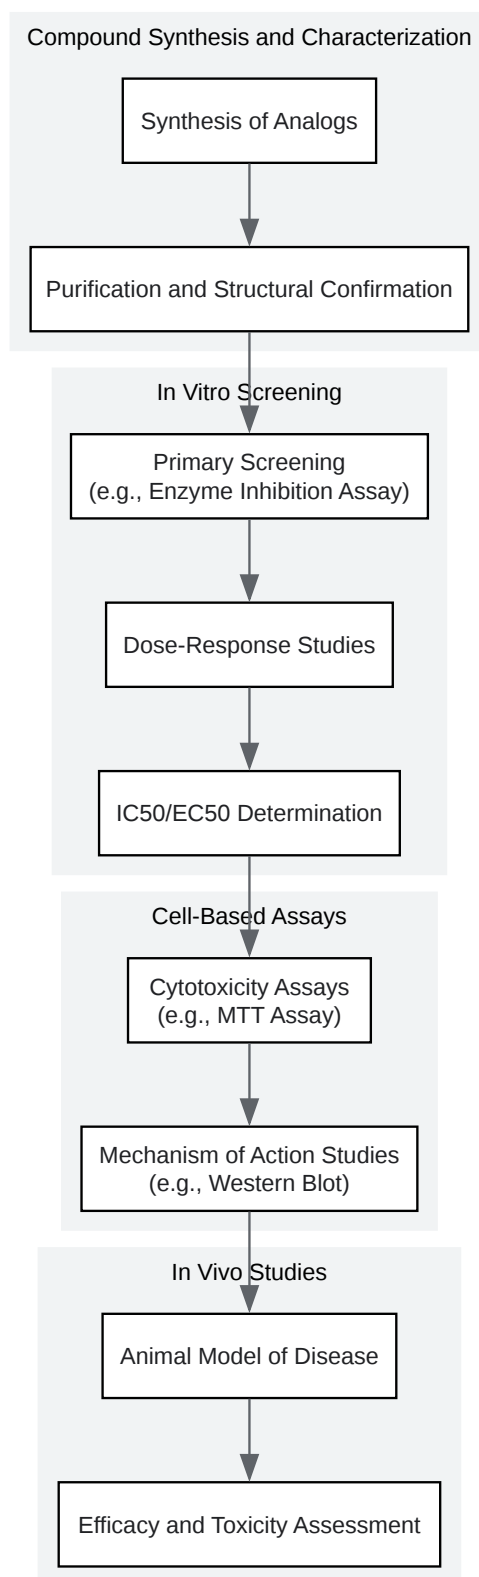 Compound Synthesis and Characterization
Synthesis of Analogs
Purification and Structural Confirmation
In Vitro Screening
Primary Screening
(e.g., Enzyme Inhibition Assay)
Dose-Response Studies
IC50/EC50 Determination
Cell-Based Assays
Cytotoxicity Assays
(e.g., MTT Assay)
Mechanism of Action Studies
(e.g., Western Blot)
In Vivo Studies
Animal Model of Disease
Efficacy and Toxicity Assessment